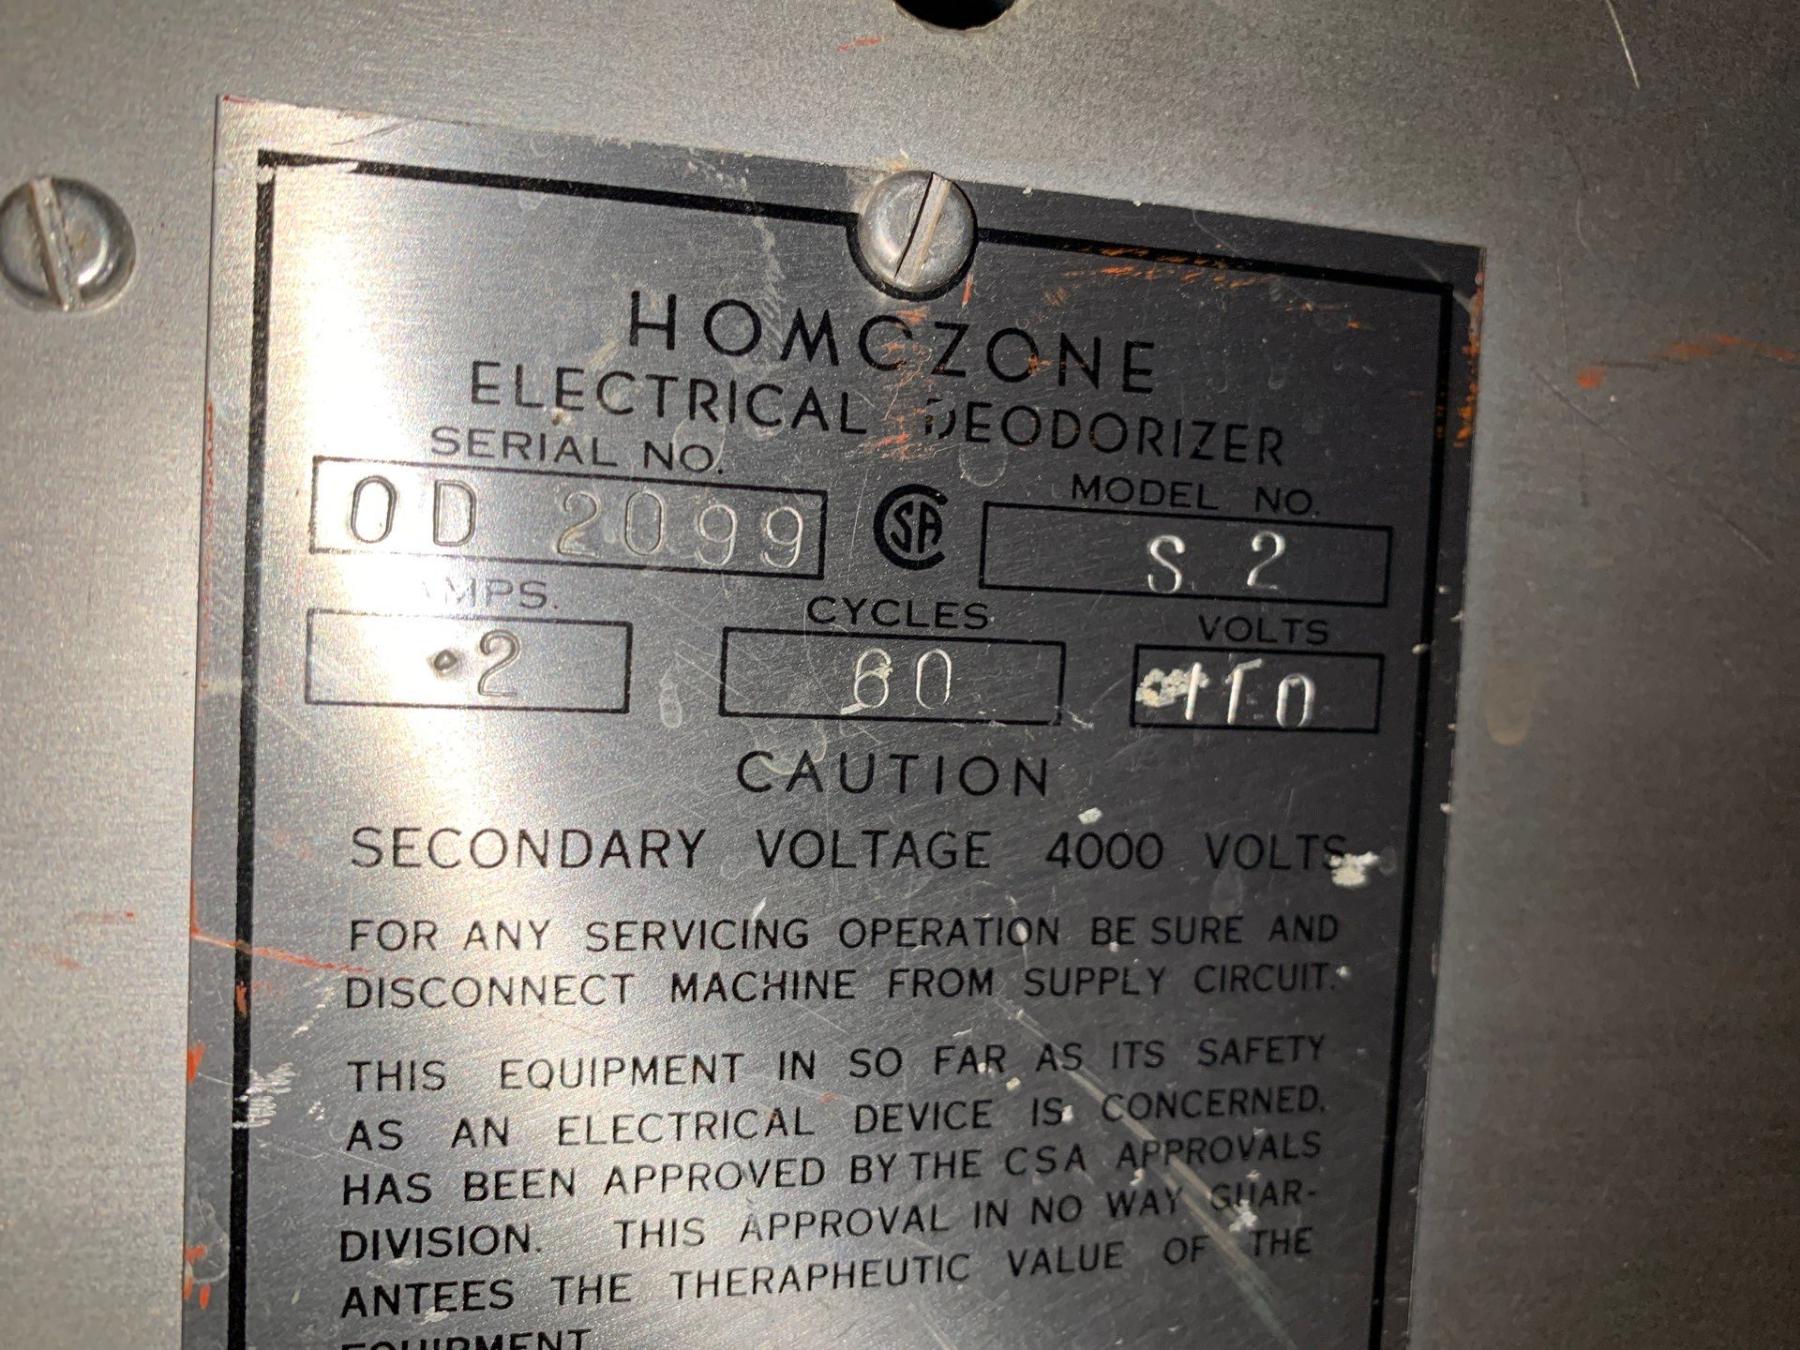 HOMOZONE
ELECTRICAL DEODORIZER
SERIAL NO.
OD 2099
CSA
MODEL NO.
S 2
AMPS.
.2
CYCLES
60
VOLTS
110
CAUTION
SECONDARY VOLTAGE 4000 VOLTS
FOR ANY SERVICING OPERATION BE SURE AND
DISCONNECT MACHINE FROM SUPPLY CIRCUIT.
THIS EQUIPMENT IN SO FAR AS ITS SAFETY
AS AN ELECTRICAL DEVICE IS CONCERNED,
HAS BEEN APPROVED BY THE CSA APPROVALS
DIVISION. THIS APPROVAL IN NO WAY GUAR-
ANTEES THE THERAPHEUTIC VALUE OF THE
EQUIPMENT